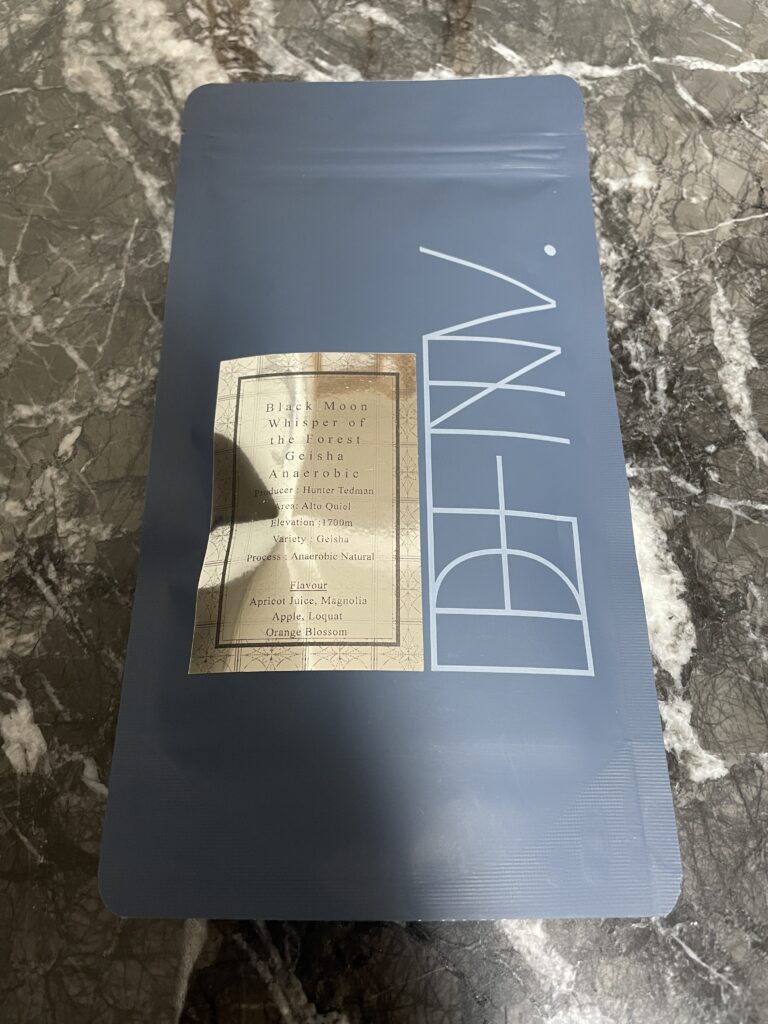 Black Moon
Whisper of
the Forest
Geisha
Anaerobic
Producer : Hunter Tedman
Area: Alto Quiel
Elevation :1700m
Variety : Geisha
Process : Anaerobic Natural
Flavour
Apricot Juice, Magnolia
Apple, Loquat
Orange Blossom